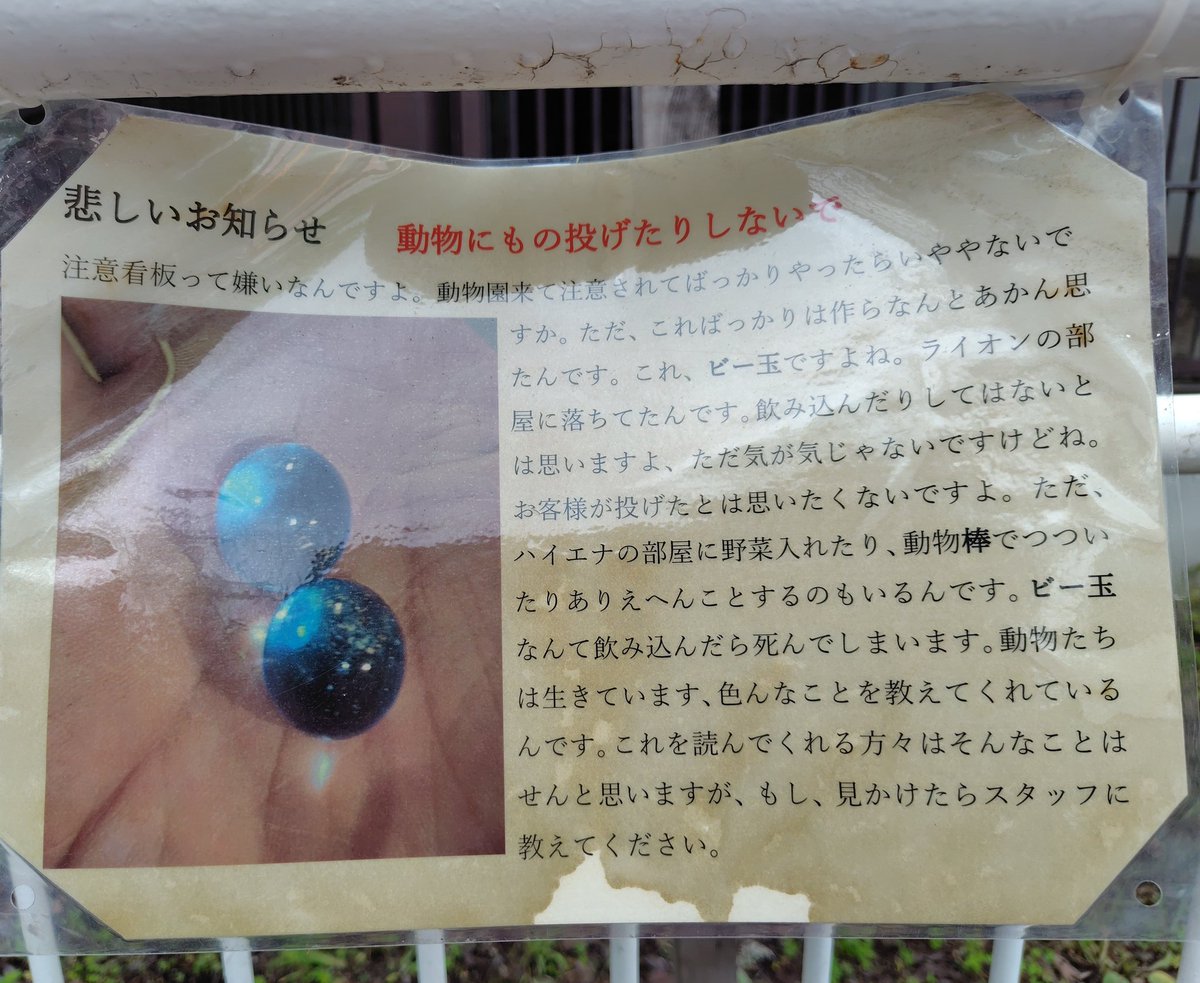 悲しいお知らせ 動物にもの投げたりしないで
注意看板って嫌いなんですよ。動物園来て注意されてばっかりやったらいややないで
すか。ただ、こればっかりは作らなんとあかん思
たんです。これ、ビー玉ですよね。ライオンの部
屋に落ちてたんです。飲み込んだりしてはないと
は思いますよ、ただ気が気じゃないですけどね。
お客様が投げたとは思いたくないですよ。ただ、
ハイエナの部屋に野菜入れたり、動物棒でつつい
たりありえへんことするのもいるんです。ビー玉
なんて飲み込んだら死んでしまいます。動物たち
は生きています、色んなことを教えてくれている
んです。これを読んでくれる方々はそんなことは
せんと思いますが、もし、見かけたらスタッフに
教えてください。